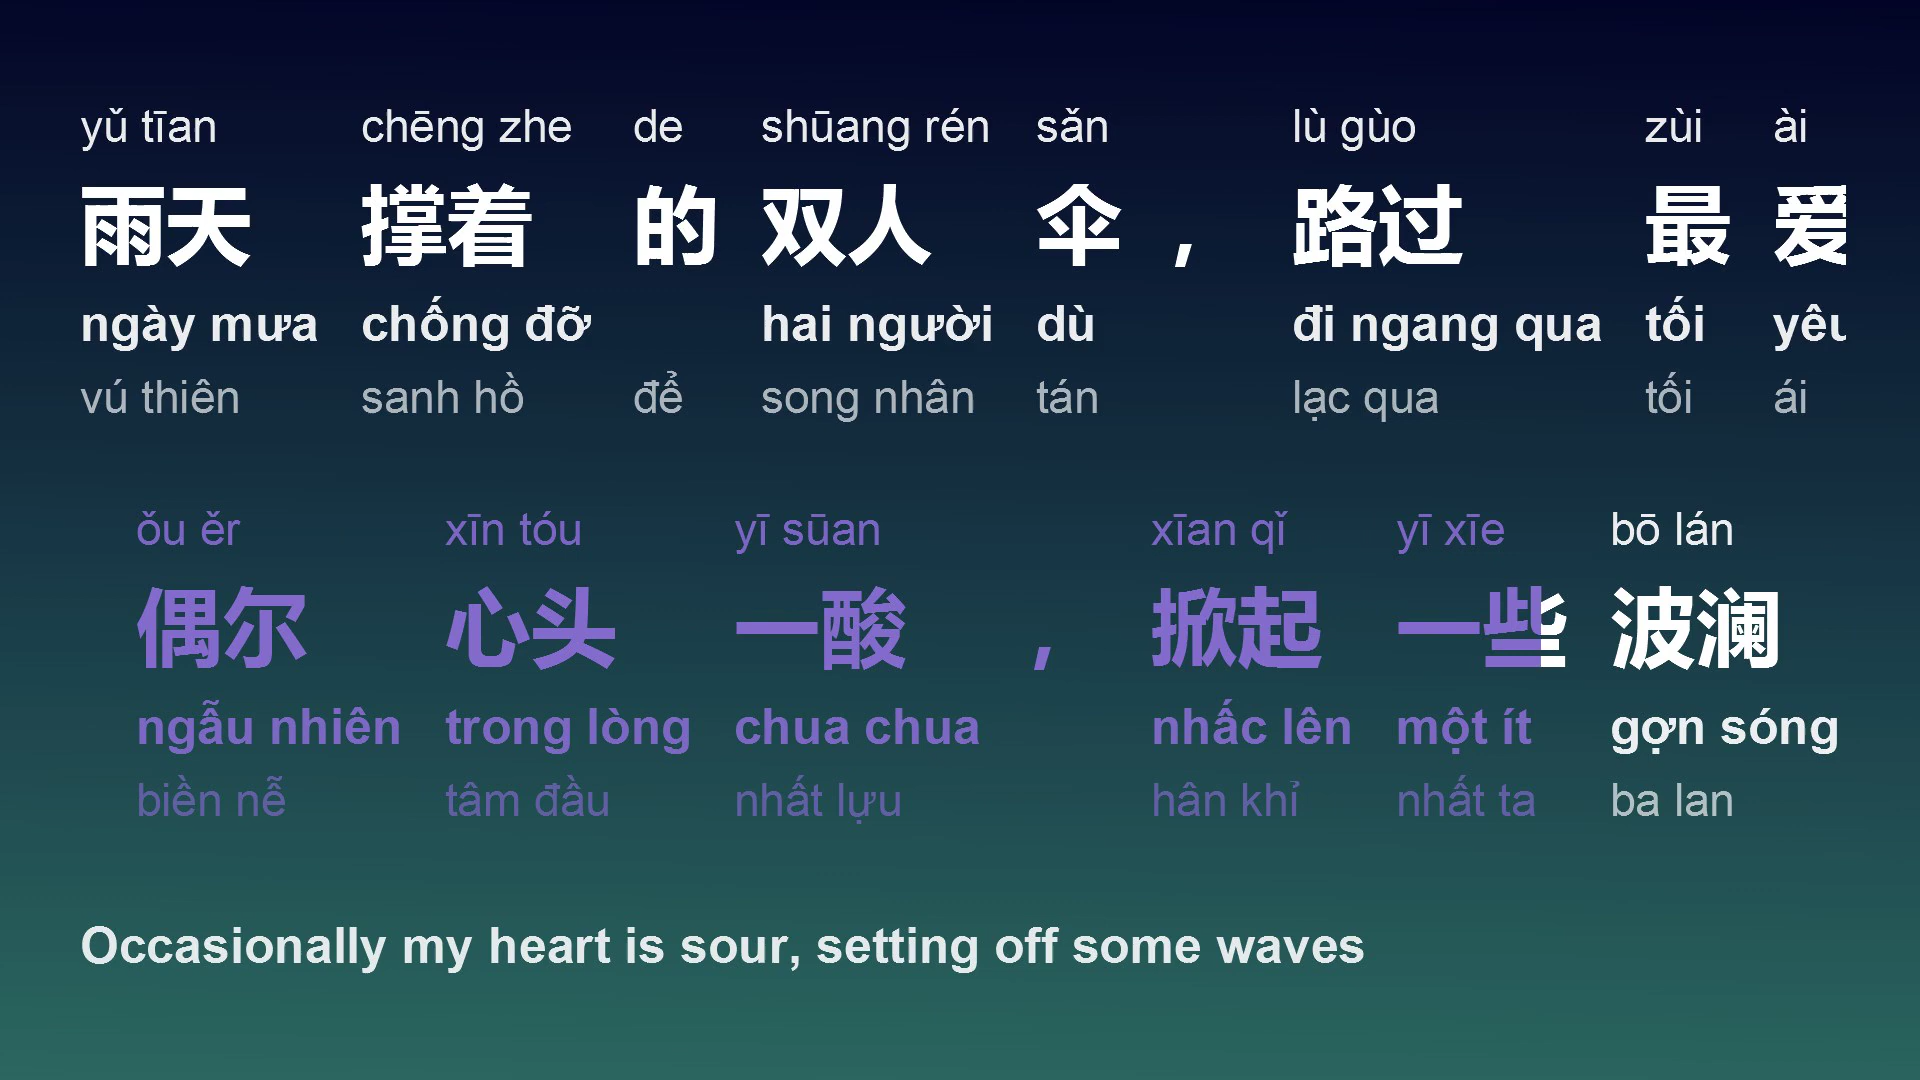 yǔ tīan chēng zhe de shūang rén sǎn lù gùo zùi ài
雨天 撑着 的 双人 伞 , 路过 最 爱
ngày mưa chống đỡ hai người dù đi ngang qua tối yêu
vú thiên sanh hồ để song nhân tán lạc qua tối ái
ǒu ěr xīn tóu yī sūan xīan qǐ yī xīe bō lán
偶尔 心头 一酸 , 掀起 一些 波澜
ngẫu nhiên trong lòng chua chua nhấc lên một ít gợn sóng
biền nễ tâm đầu nhất lựu hân khỉ nhất ta ba lan
Occasionally my heart is sour, setting off some waves